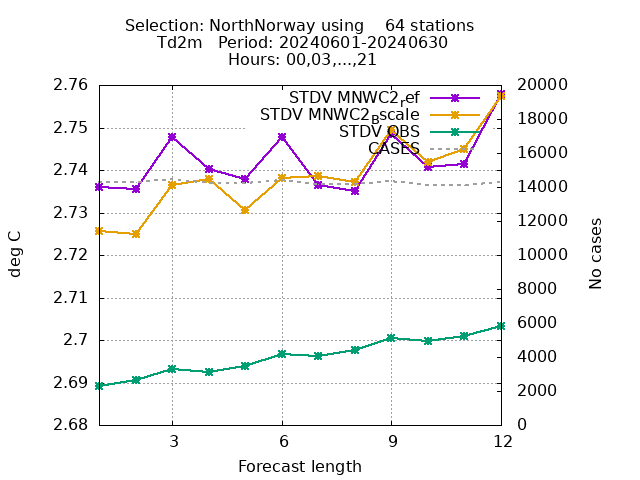 Selection: NorthNorway using    64 stations
Td2m   Period: 20240601-20240630
Hours: 00,03,...,21
STDV MNWC2_ref
STDV MNWC2_Bscale
STDV OBS
CASES
2.76
2.75
2.74
2.73
2.72
2.71
2.7
2.69
2.68
20000
18000
16000
14000
12000
10000
8000
6000
4000
2000
0
deg C
No cases
3 6 9 12
Forecast length